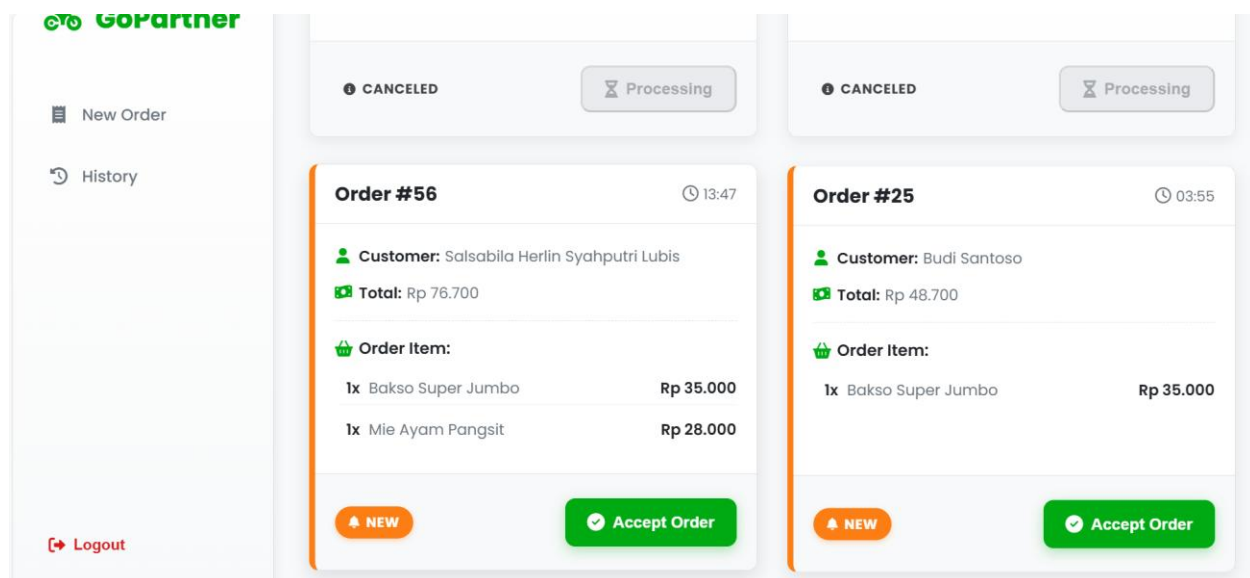 GoPartner
New Order
History
Logout
CANCELED
Processing
CANCELED
Processing
Order #56
13:47
Customer: Salsabila Herlin Syahputri Lubis
Total: Rp 76.700
Order Item:
1x Bakso Super Jumbo Rp 35.000
1x Mie Ayam Pangsit Rp 28.000
NEW
Accept Order
Order #25
03:55
Customer: Budi Santoso
Total: Rp 48.700
Order Item:
1x Bakso Super Jumbo Rp 35.000
NEW
Accept Order